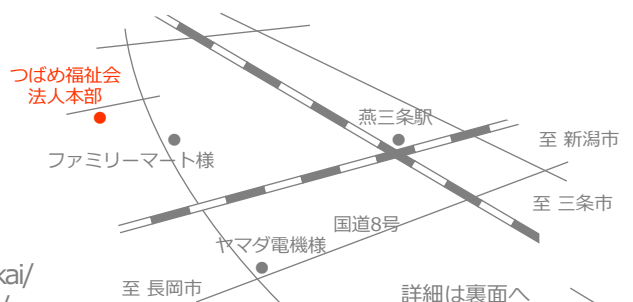 つばめ福祉会
法人本部
燕三条駅
至 新潟市
ファミリーマート様
至 三条市
国道8号
ヤマダ電機様
kai/
至 長岡市
詳細は裏面へ